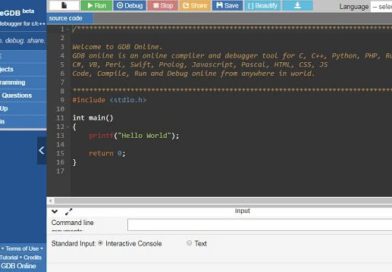 eGDB beta
debugger for c/c++
Run Debug Stop Share Save { } Beautify
Language
source code
o. debug. share.
jects
ramming
Questions
Up
in
1 /***
2
3 Welcome to GDB Online.
4 GDB online is an online compiler and debugger tool for C, C++, Python, PHP, Ru
5 C#, VB, Perl, Swift, Prolog, Javascript, Pascal, HTML, CSS, JS
6 Code, Compile, Run and Debug online from anywhere in world.
7
8
9 #include <stdio.h>
10
11 int main()
12 {
13 printf("Hello World");
14
15 return 0;
16 }
17
input
Command line
arguments
Standard Input: Interactive Console Text
• Terms of Use •
Tutorial • Credits
GDB Online